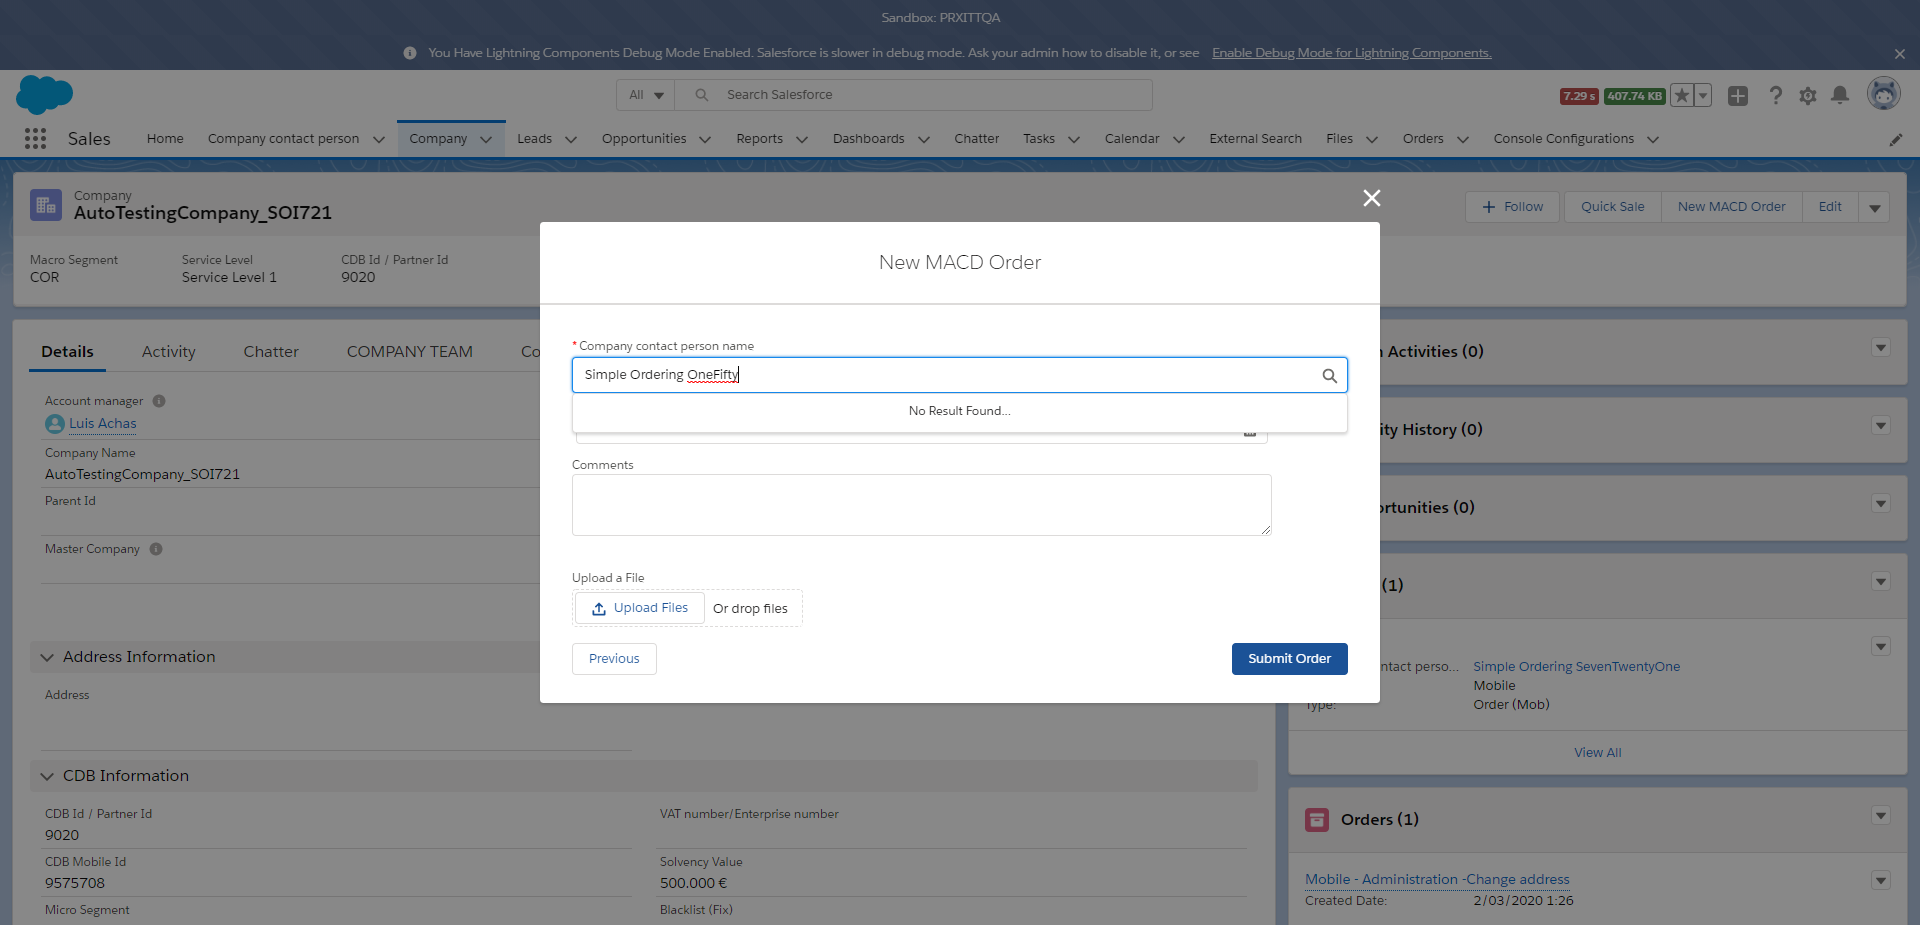 Sandbox: PRXITTQA
You Have Lightning Components Debug Mode Enabled. Salesforce is slower in debug mode. Ask your admin how to disable it, or see Enable Debug Mode for Lightning Components.
All Search Salesforce
7.29 s 407.74 KB
Sales Home Company contact person Company Leads Opportunities Reports Dashboards Chatter Tasks Calendar External Search Files Orders Console Configurations
Company
AutoTestingCompany_SOI721
Follow Quick Sale New MACD Order Edit
Macro Segment Service Level CDB Id / Partner Id
COR Service Level 1 9020
New MACD Order
* Company contact person name
Simple Ordering OneFifty
No Result Found...
Comments
Upload a File
Upload Files Or drop files
Previous Submit Order
Details Activity Chatter COMPANY TEAM Co
Account manager
Luis Achas
Company Name
AutoTestingCompany_SOI721
Parent Id
Master Company
Address Information
Address
CDB Information
CDB Id / Partner Id VAT number/Enterprise number
9020
CDB Mobile Id Solvency Value
9575708 500.000 €
Micro Segment Blacklist (Fix)
Activities (0)
ity History (0)
ortunities (0)
(1)
ntact perso... Simple Ordering SevenTwentyOne
Mobile
Type: Order (Mob)
View All
Orders (1)
Mobile - Administration -Change address
Created Date: 2/03/2020 1:26